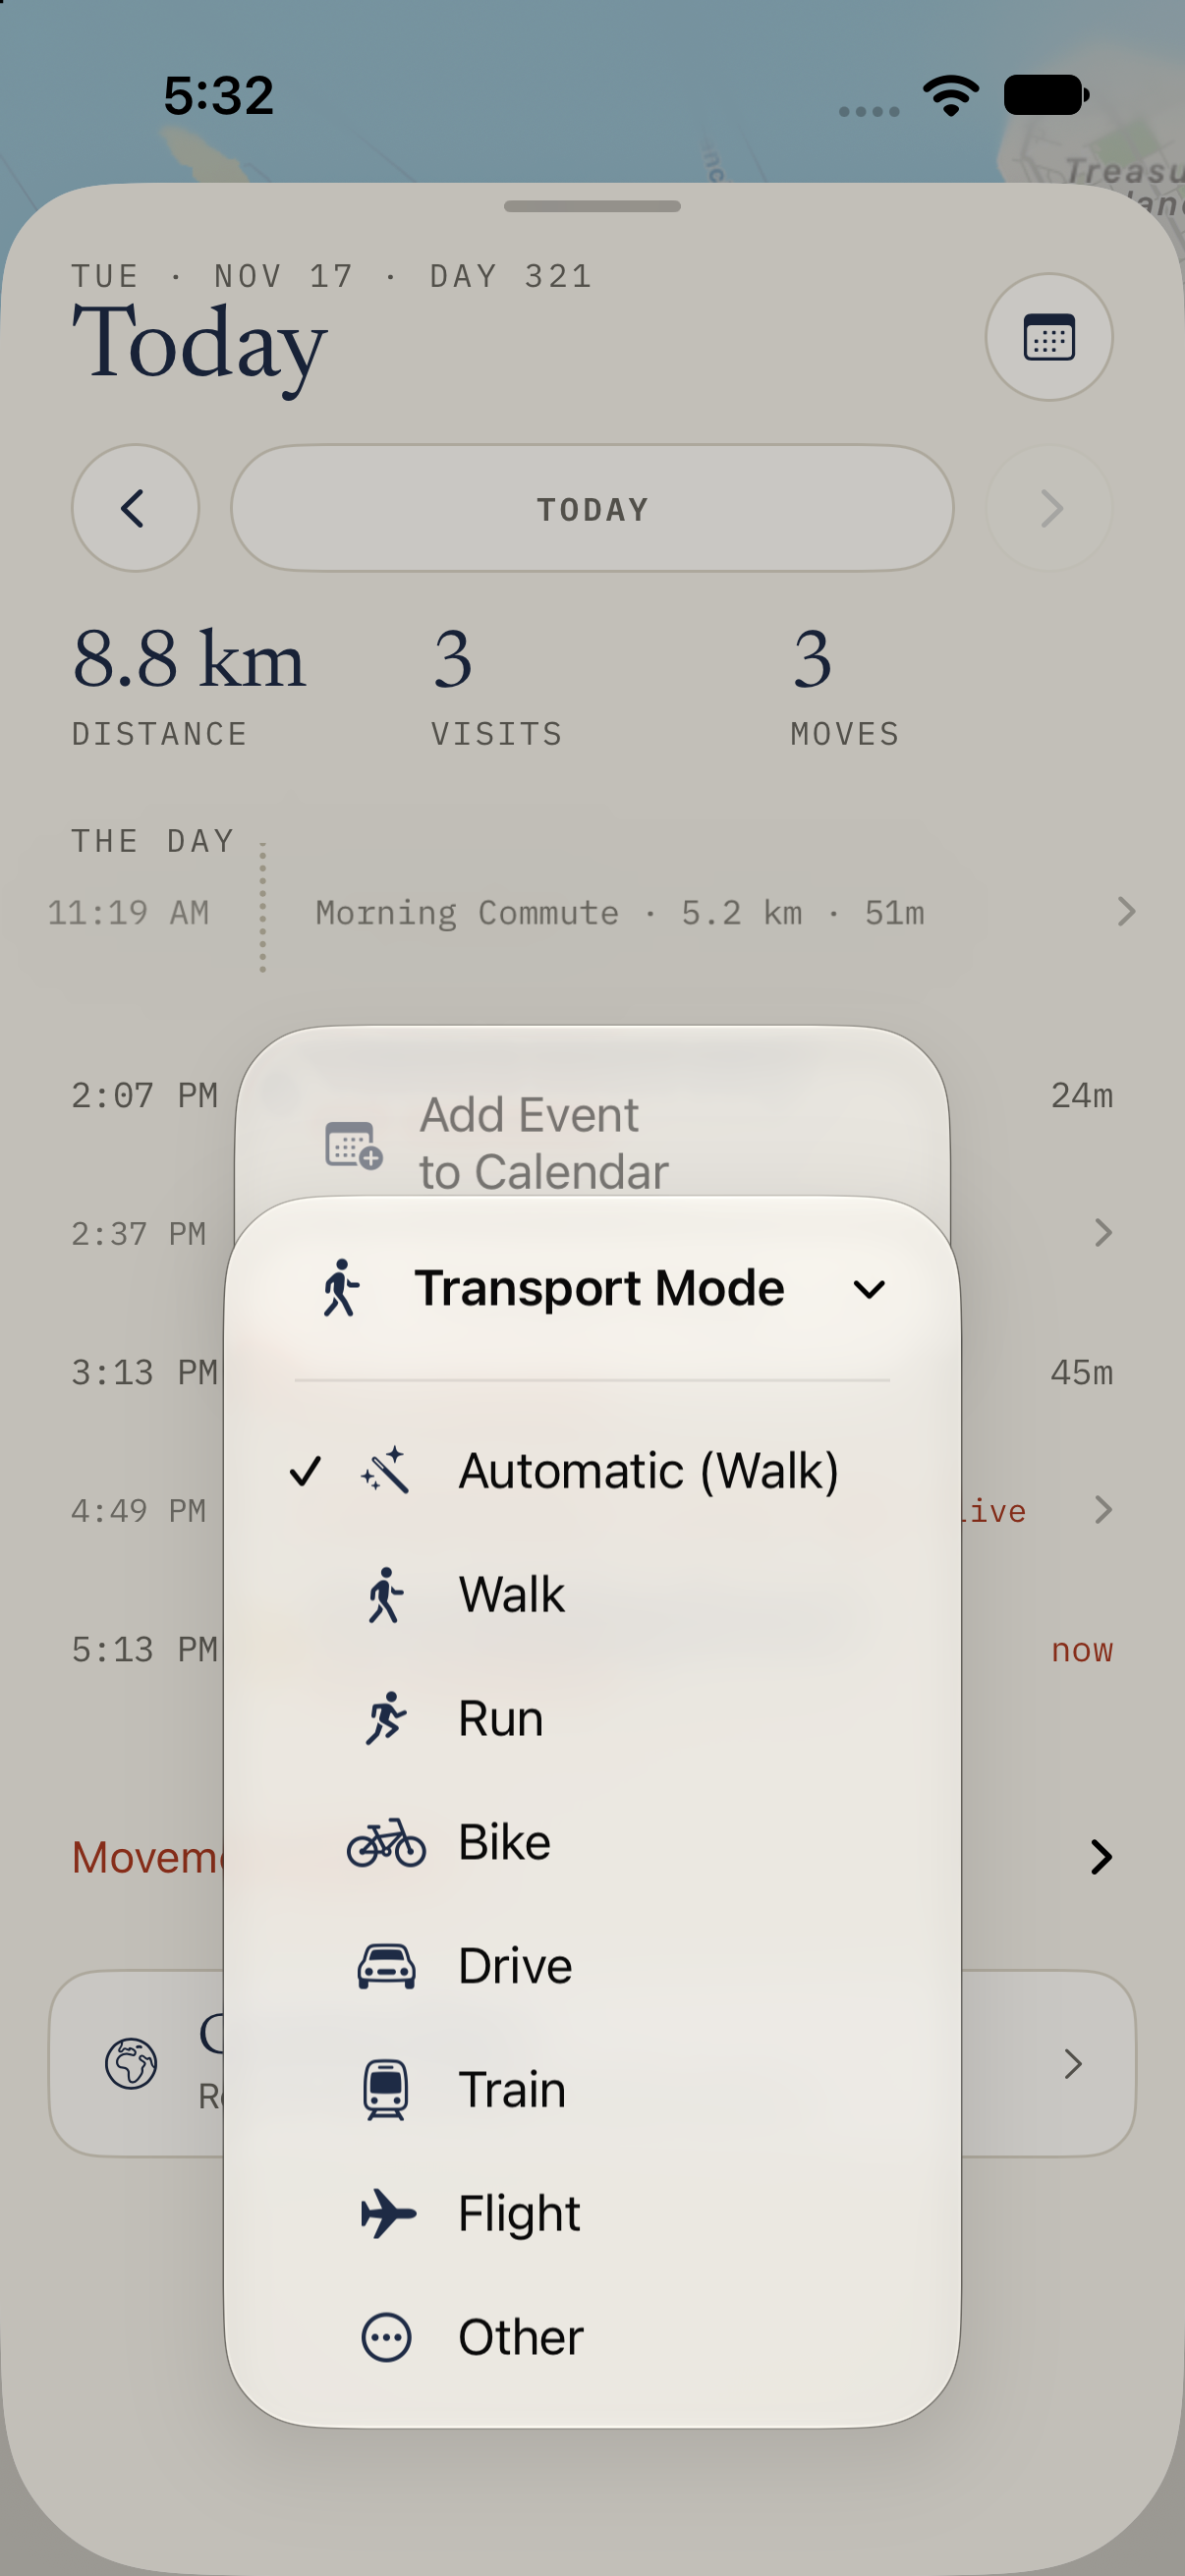 5:32
Treasu
TUE · NOV 17 · DAY 321
Today
TODAY
8.8 km
3
3
DISTANCE
VISITS
MOVES
THE DAY
11:19 AM
Morning Commute · 5.2 km · 51m
2:07 PM
24m
Add Event
to Calendar
2:37 PM
Transport Mode
3:13 PM
45m
Automatic (Walk)
4:49 PM
live
Walk
5:13 PM
now
Run
Bike
Drive
Train
Flight
Other